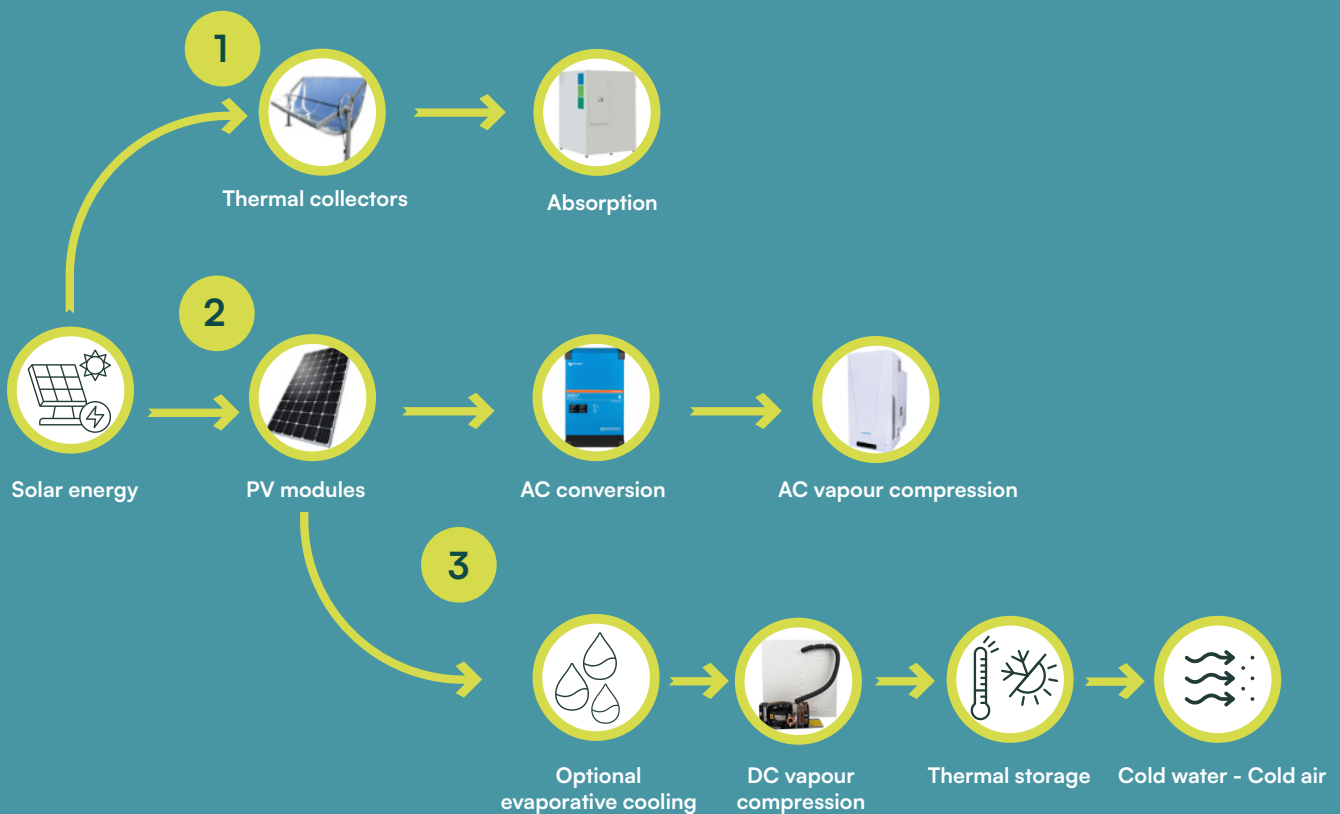 1
Thermal collectors
Absorption
2
Solar energy
PV modules
AC conversion
AC vapour compression
3
Optional
evaporative cooling
DC vapour
compression
Thermal storage
Cold water - Cold air